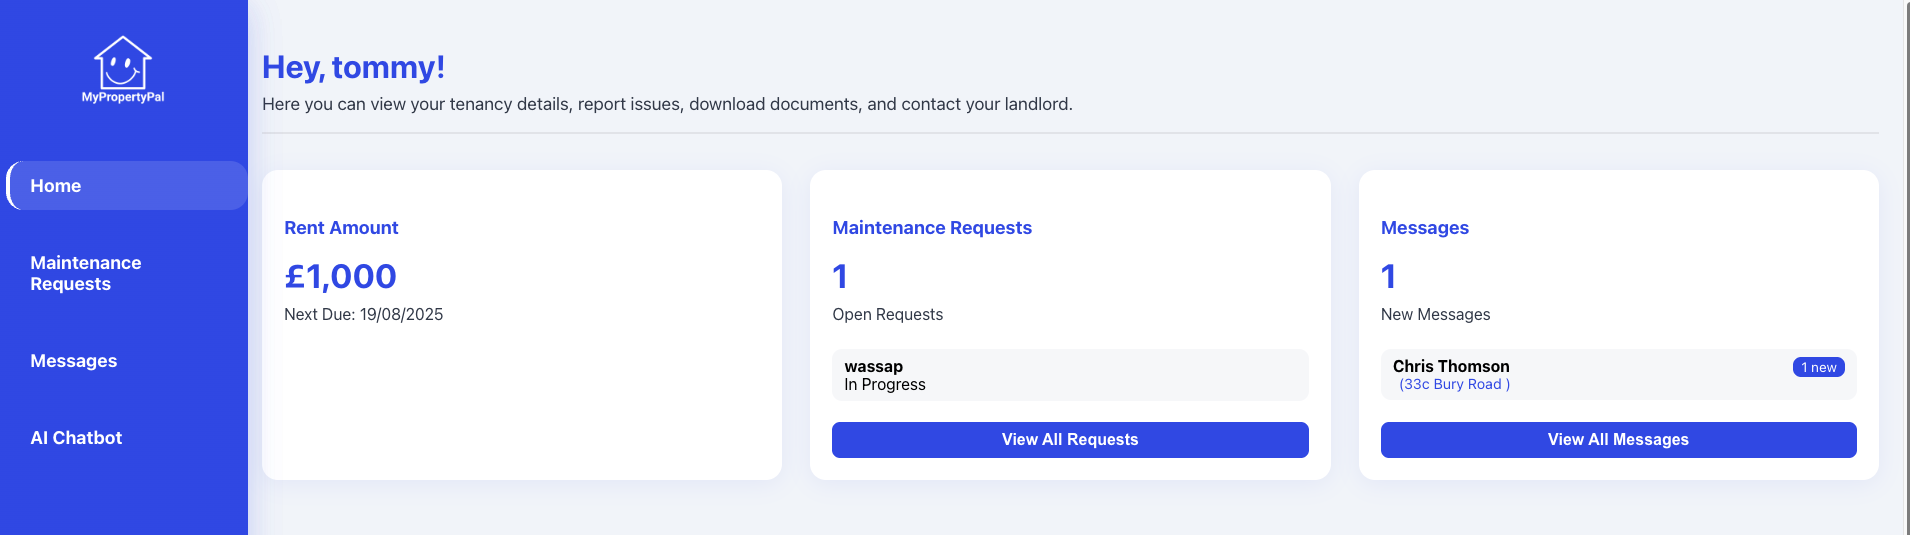 MyPropertyPal
Home
Maintenance
Requests
Messages
AI Chatbot
Hey, tommy!
Here you can view your tenancy details, report issues, download documents, and contact your landlord.
Rent Amount
£1,000
Next Due: 19/08/2025
Maintenance Requests
1
Open Requests
wassap
In Progress
View All Requests
Messages
1
New Messages
Chris Thomson
1 new
(33c Bury Road )
View All Messages